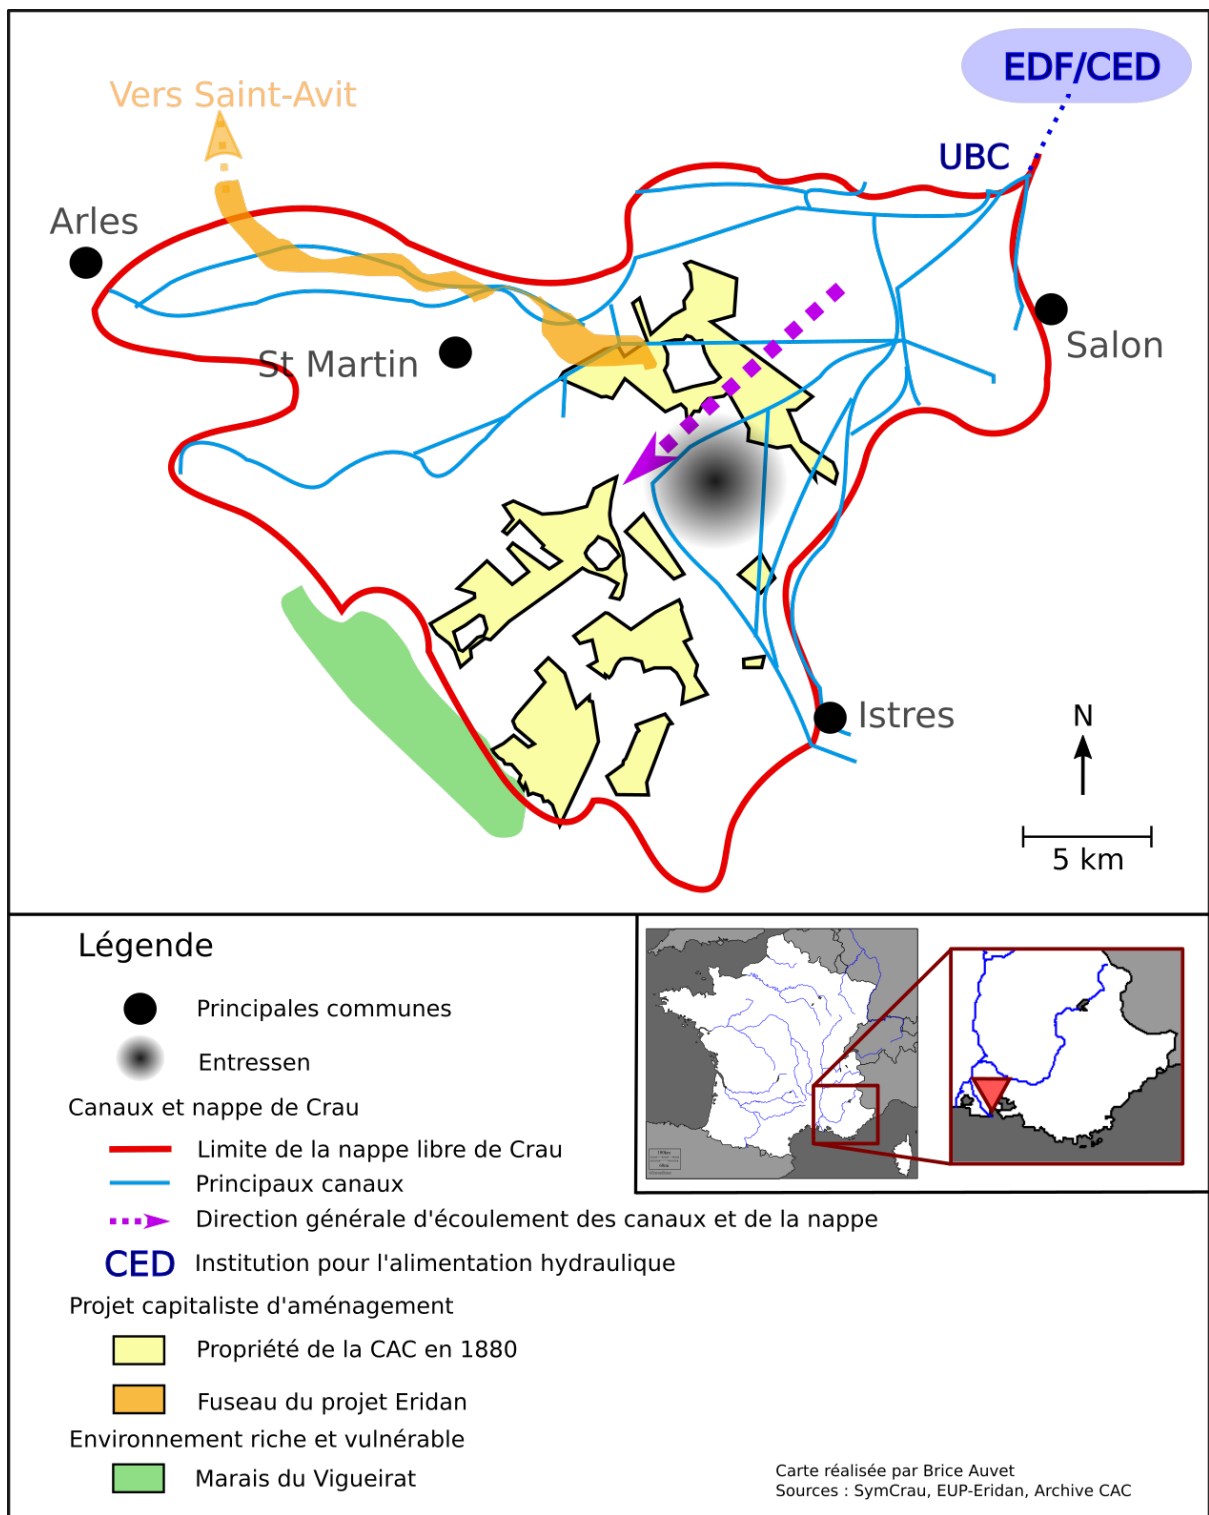 EDF/CED
Vers Saint-Avit
UBC
Arles
Salon
St Martin
Istres
N
5 km
Légende
Principales communes
Entressen
Canaux et nappe de Crau
Limite de la nappe libre de Crau
Principaux canaux
Direction générale d'écoulement des canaux et de la nappe
CED Institution pour l'alimentation hydraulique
Projet capitaliste d'aménagement
Propriété de la CAC en 1880
Fuseau du projet Eridan
Environnement riche et vulnérable
Marais du Vigueirat
Carte réalisée par Brice Auvet
Sources : SymCrau, EUP-Eridan, Archive CAC